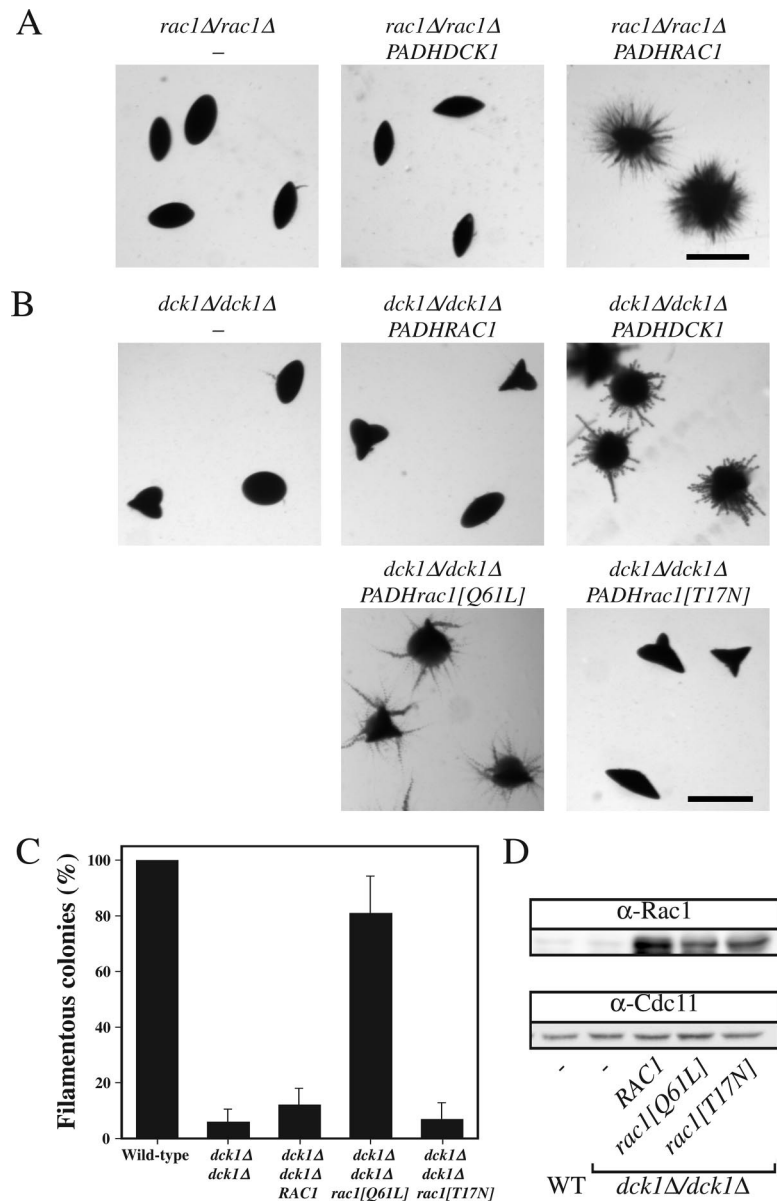 A
rac1Δ/rac1Δ
–
rac1Δ/rac1Δ
PADHDCK1
rac1Δ/rac1Δ
PADHRAC1
B
dck1Δ/dck1Δ
–
dck1Δ/dck1Δ
PADHRAC1
dck1Δ/dck1Δ
PADHDCK1
dck1Δ/dck1Δ
PADHrac1[Q61L]
dck1Δ/dck1Δ
PADHrac1[T17N]
C
Filamentous colonies (%)
100
80
60
40
20
0
Wild-type
dck1Δ
dck1Δ
dck1Δ
dck1Δ
RAC1
dck1Δ
dck1Δ
rac1[Q61L]
dck1Δ
dck1Δ
rac1[T17N]
D
α-Rac1
α-Cdc11
-
-
RAC1
rac1[Q61L]
rac1[T17N]
WT
dck1Δ/dck1Δ